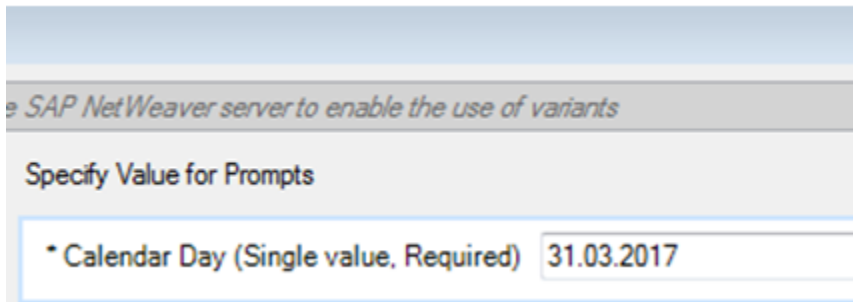 SAP NetWeaver server to enable the use of variants
Specify Value for Prompts
* Calendar Day (Single value, Required) 31.03.2017